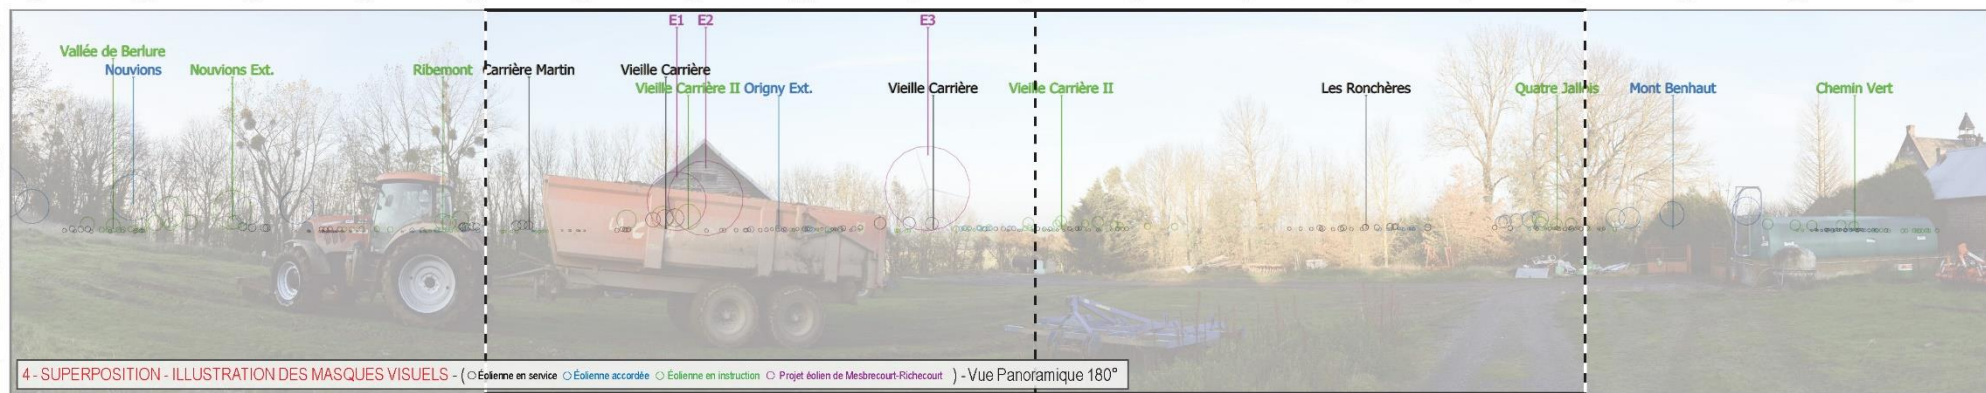 E1 E2 E3
Vallée de Berlure
Nouvions Nouvions Ext. Ribemont Carrière Martin Vieille Carrière
Vieille Carrière II Origny Ext. Vieille Carrière Vieille Carrière II Les Ronchères Quatre Jallois Mont Benhaut Chemin Vert
4 - SUPERPOSITION - ILLUSTRATION DES MASQUES VISUELS - ( Éolienne en service Éolienne accordée Éolienne en instruction Projet éolien de Mesbrecourt-Richecourt ) - Vue Panoramique 180°